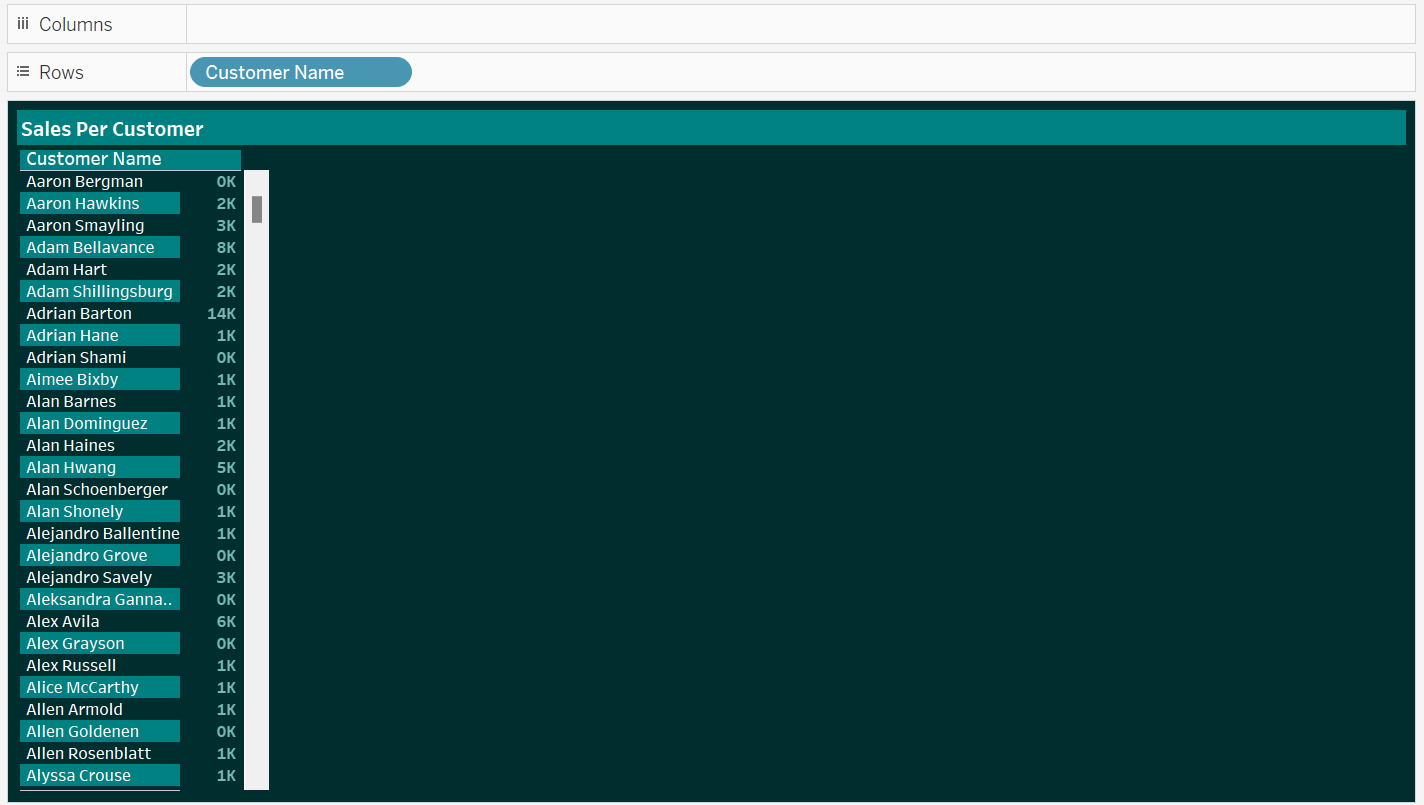 Columns
Rows Customer Name
Sales Per Customer
Customer Name
Aaron Bergman 0K
Aaron Hawkins 2K
Aaron Smayling 3K
Adam Bellavance 8K
Adam Hart 2K
Adam Shillingsburg 2K
Adrian Barton 14K
Adrian Hane 1K
Adrian Shami 0K
Aimee Bixby 1K
Alan Barnes 1K
Alan Dominguez 1K
Alan Haines 2K
Alan Hwang 5K
Alan Schoenberger 0K
Alan Shonely 1K
Alejandro Ballentine 1K
Alejandro Grove 0K
Alejandro Savely 3K
Aleksandra Ganna.. 0K
Alex Avila 6K
Alex Grayson 0K
Alex Russell 1K
Alice McCarthy 1K
Allen Armold 1K
Allen Goldenen 0K
Allen Rosenblatt 1K
Alyssa Crouse 1K